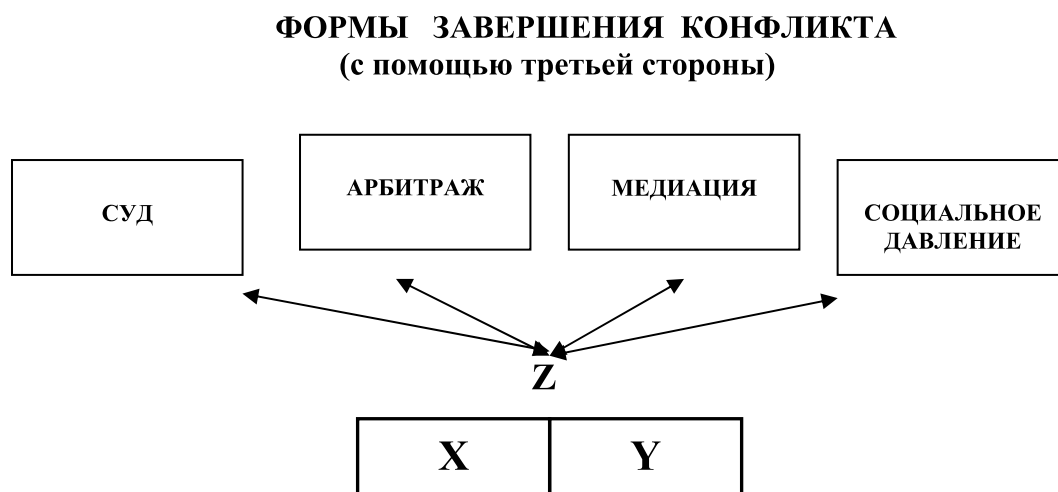 ФОРМЫ ЗАВЕРШЕНИЯ КОНФЛИКТА
(с помощью третьей стороны)
СУД
АРБИТРАЖ
МЕДИАЦИЯ
СОЦИАЛЬНОЕ
ДАВЛЕНИЕ
Z
X
Y